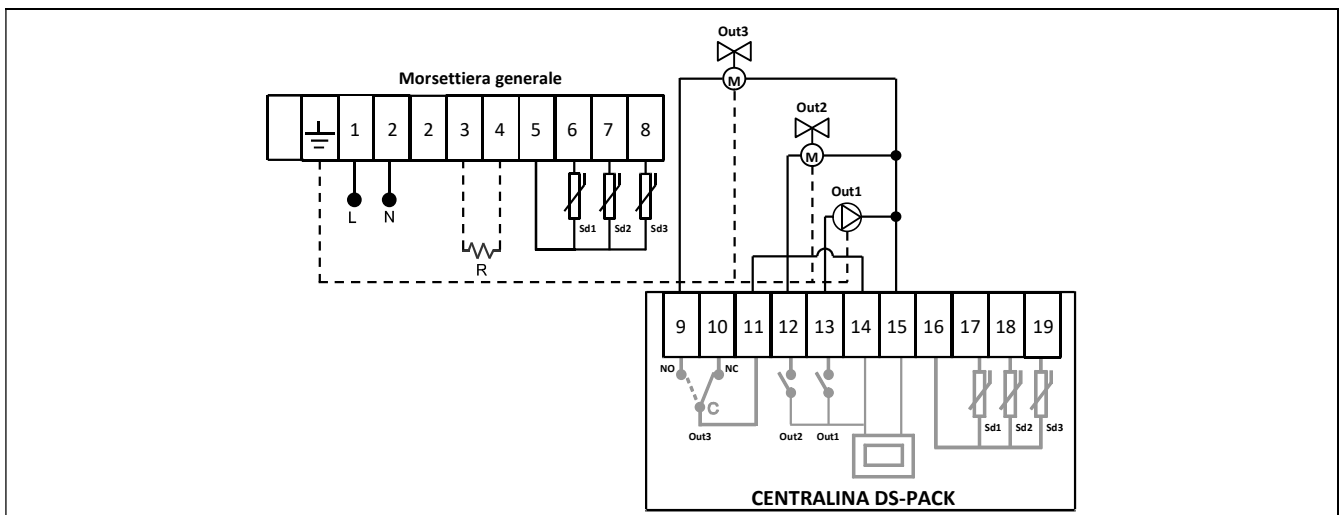 Out3
M
Morsettiera generale
Out2
M
1 2 2 3 4 5 6 7 8
Out1
L N
Sd1 Sd2 Sd3
R
9 10 11 12 13 14 15 16 17 18 19
NO NC
C
Out3 Out2 Out1
Sd1 Sd2 Sd3
CENTRALINA DS-PACK